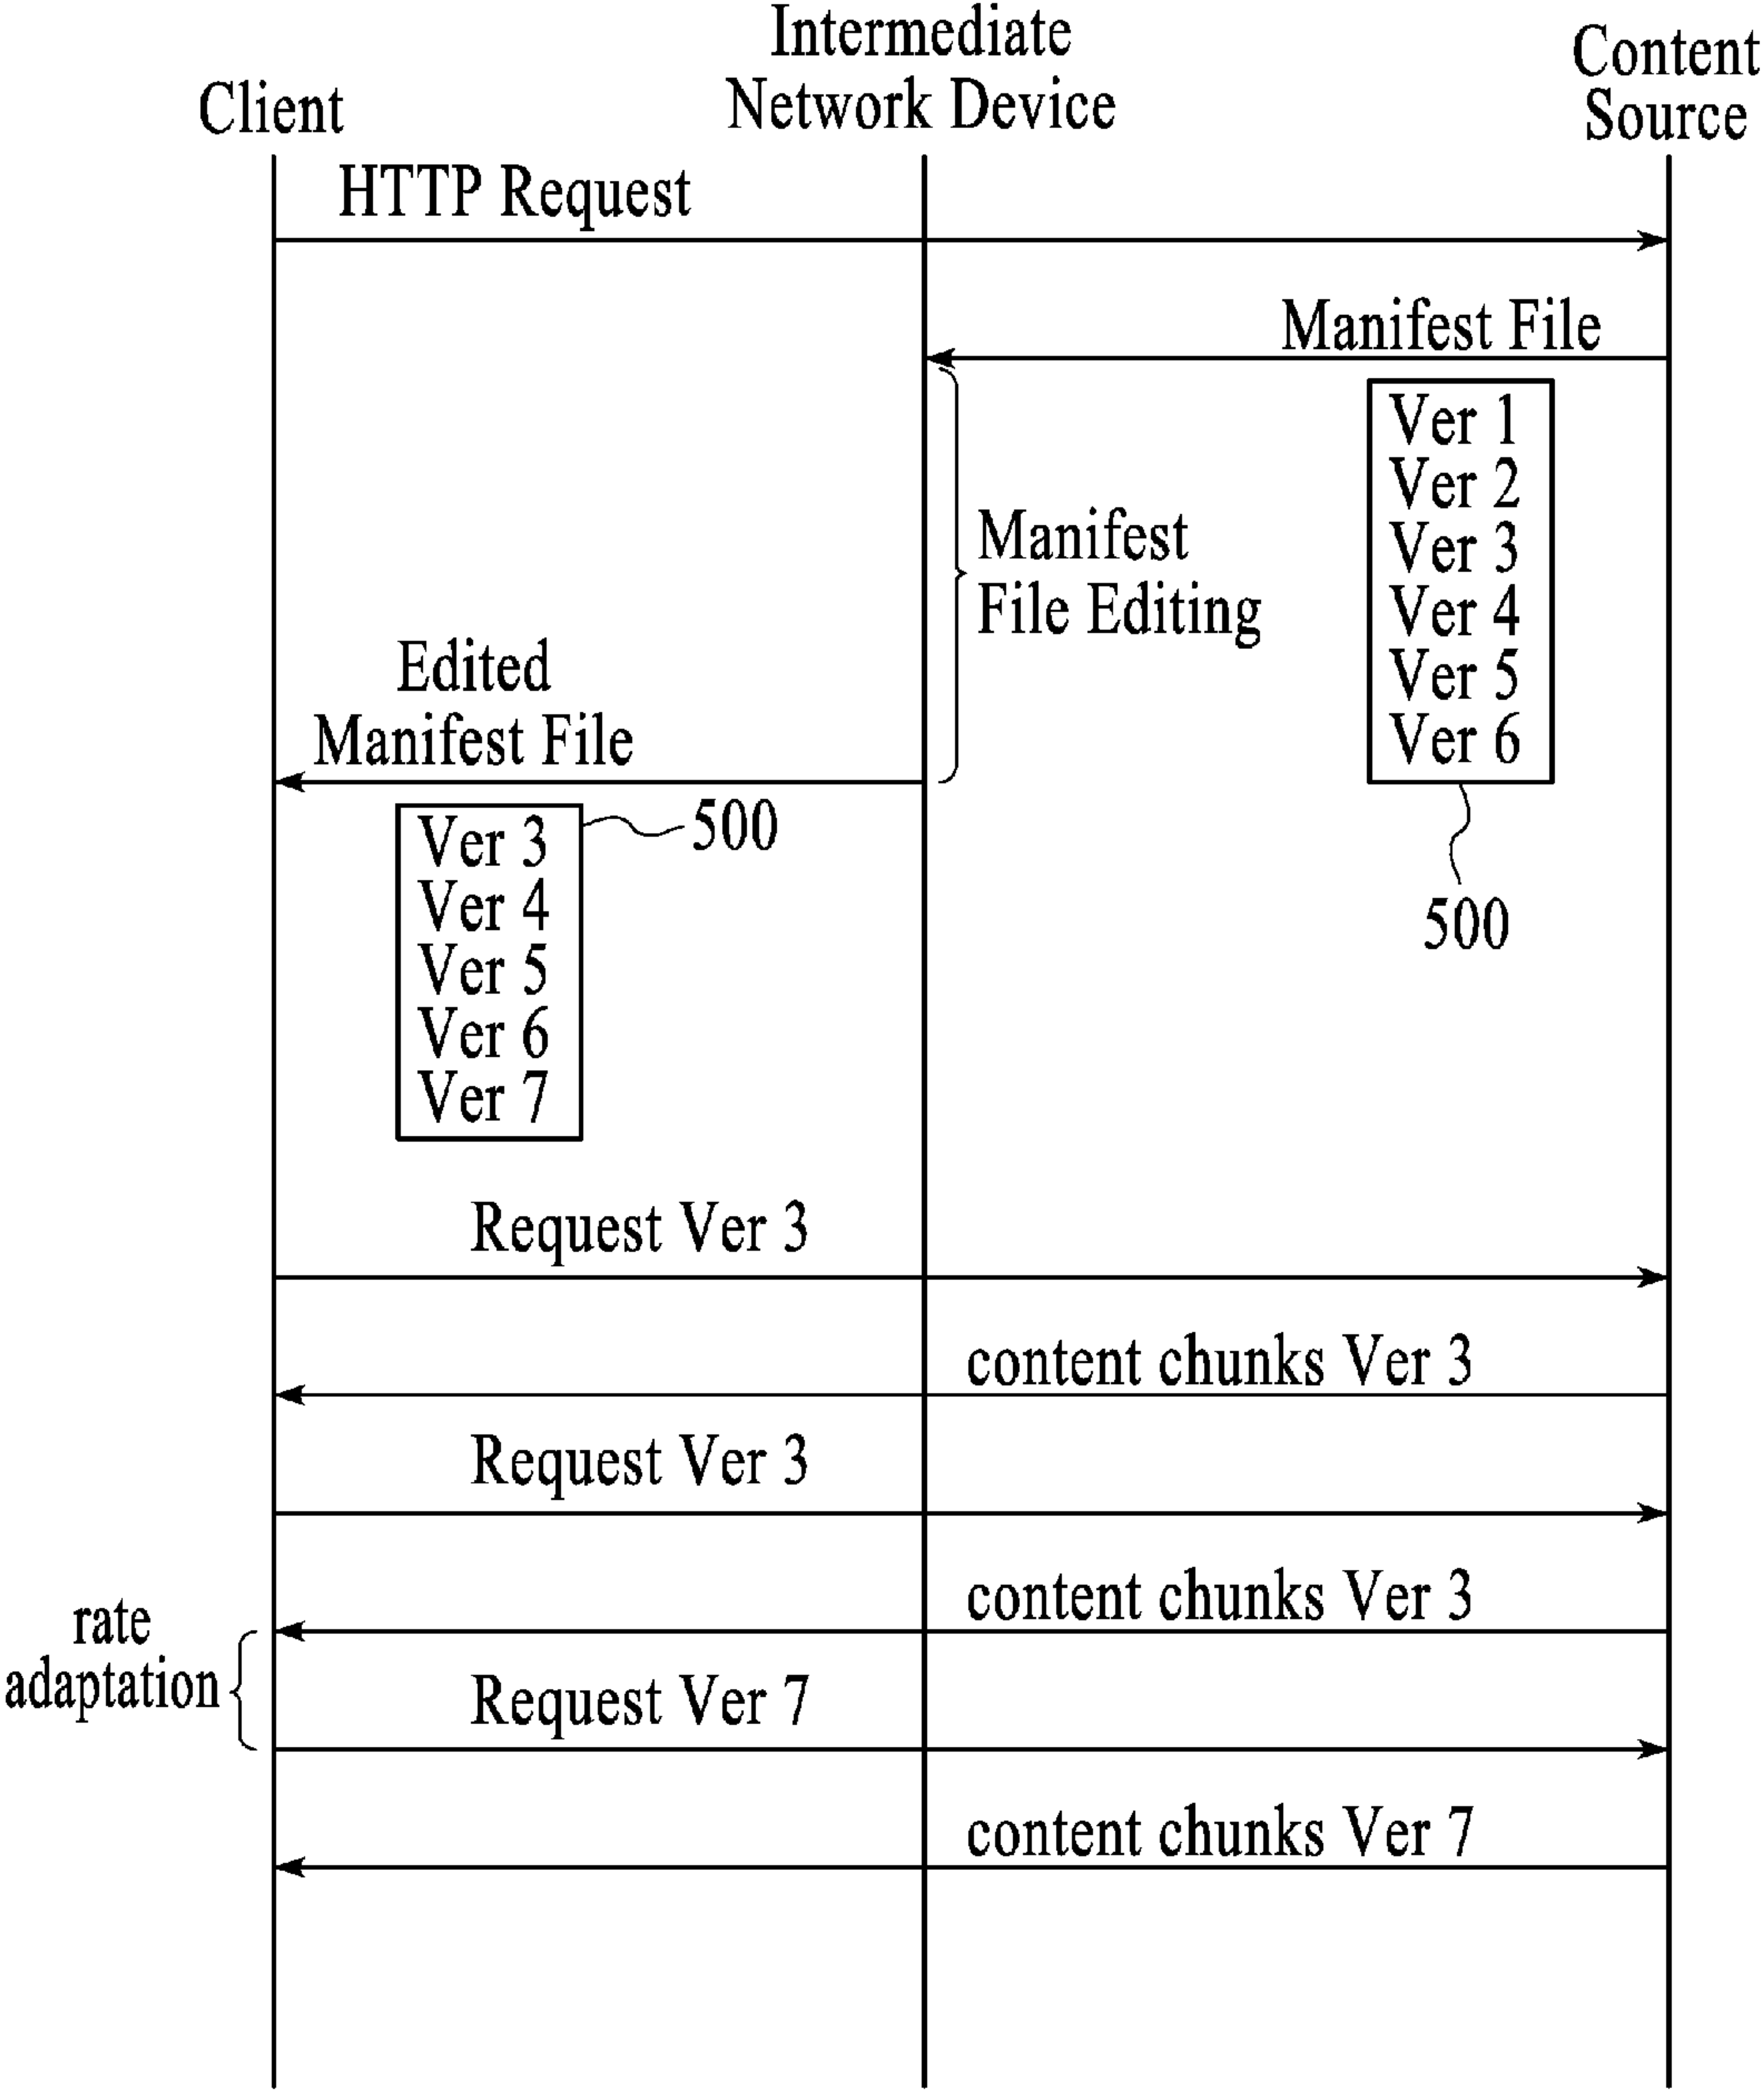 Client
Intermediate
Network Device
Content
Source
HTTP Request
Manifest File
Ver 1
Ver 2
Ver 3
Ver 4
Ver 5
Ver 6
500
Manifest
File Editing
Edited
Manifest File
500
Ver 3
Ver 4
Ver 5
Ver 6
Ver 7
Request Ver 3
content chunks Ver 3
Request Ver 3
content chunks Ver 3
rate
adaptation
Request Ver 7
content chunks Ver 7